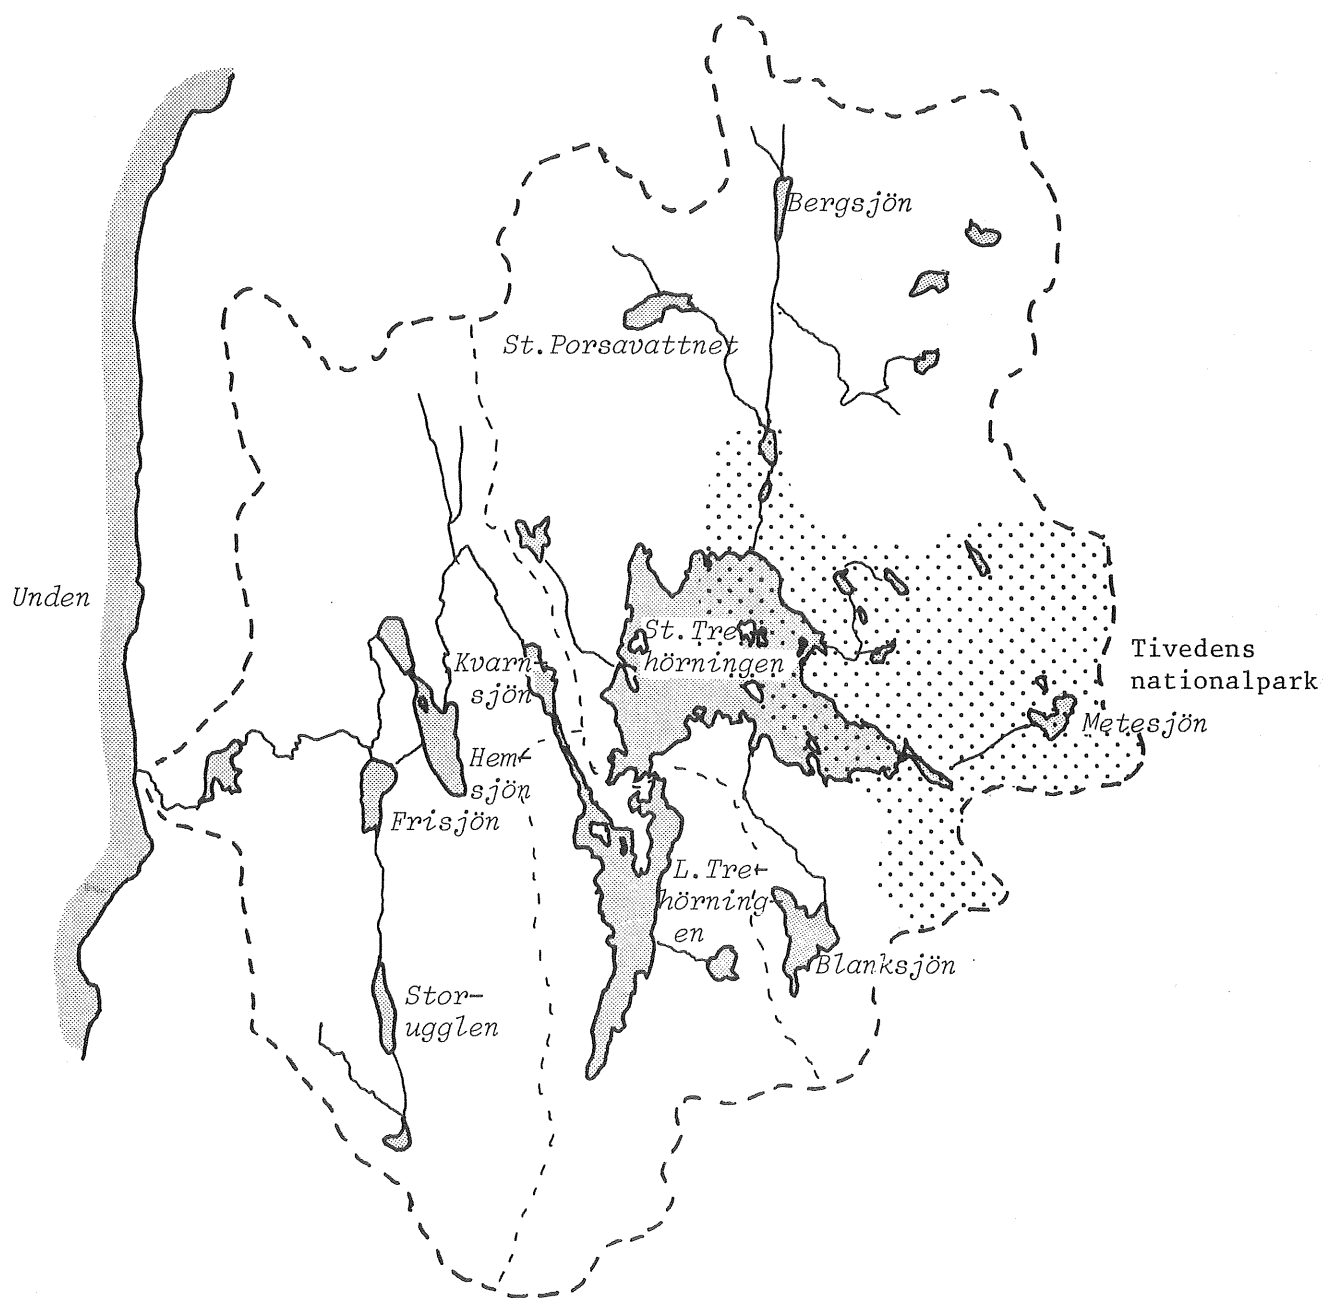 Bergsjön
St.Porsavattnet
Unden
St.Tre-
hörningen
Tivedens
nationalpark
Kvarn-
sjön
Metesjön
Hem-
sjön
Frisjön
L.Tre-
hörning-
en
Blanksjön
Stor-
ugglen